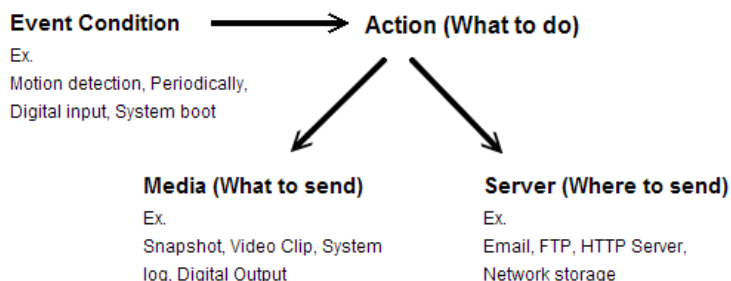 Event Condition
Action (What to do)
Ex.
Motion detection, Periodically,
Digital input, System boot
Media (What to send)
Ex.
Snapshot, Video Clip, System
log, Digital Output
Server (Where to send)
Ex.
Email, FTP, HTTP Server,
Network storage